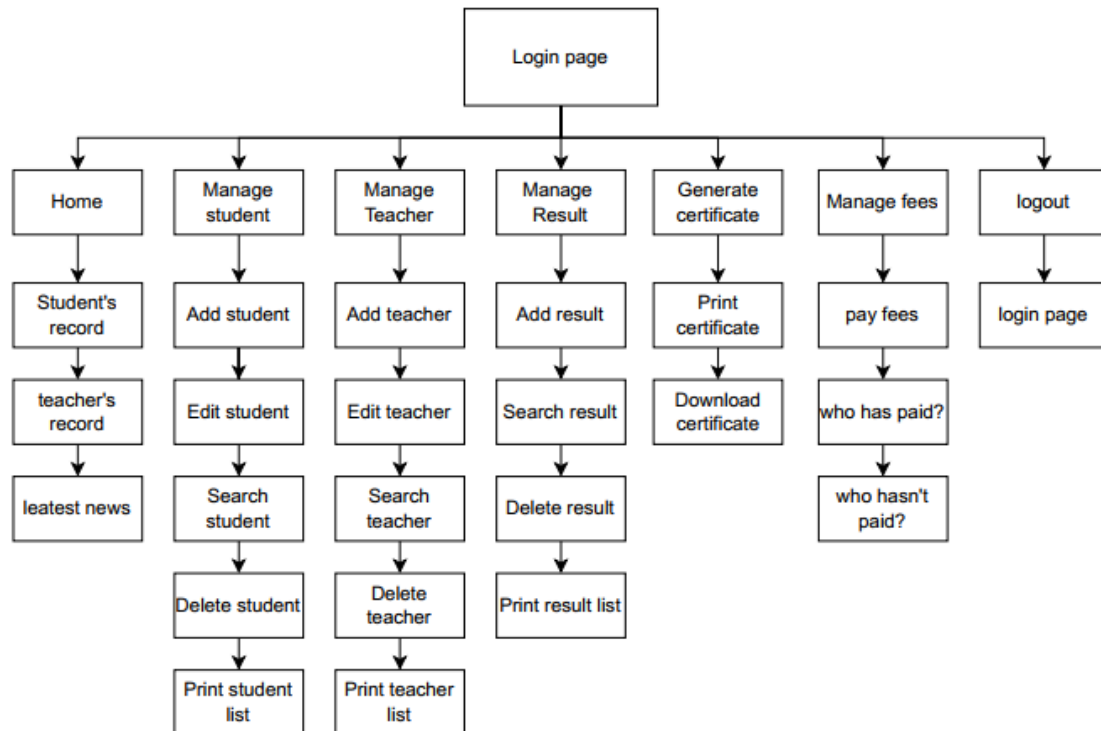 Login page
Home
Manage
student
Manage
Teacher
Manage
Result
Generate
certificate
Manage fees
logout
Student's
record
Add student
Add teacher
Add result
Print
certificate
pay fees
login page
teacher's
record
Edit student
Edit teacher
Search result
Download
certificate
who has paid?
leatest news
Search
student
Search
teacher
Delete result
who hasn't
paid?
Delete student
Delete
teacher
Print result list
Print student
list
Print teacher
list